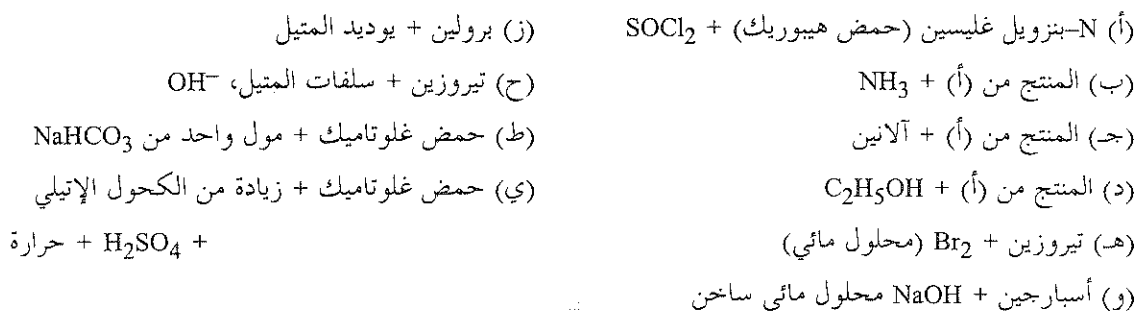 (أ) N–بنزويل غليسين (حمض هيبوريك) + SOCl2
(ب) المنتج من (أ) + NH3
(جـ) المنتج من (أ) + آلانين
(د) المنتج من (أ) + C2H5OH
(هـ) تيروزين + Br2 (محلول مائي)
(و) أسبارجين + NaOH محلول مائي ساخن
(ز) برولين + يوديد المتيل
(ح) تيروزين + سلفات المتيل، OH–
(ط) حمض غلوتاميك + مول واحد من NaHCO3
(ي) حمض غلوتاميك + زيادة من الكحول الإتيلي
+ H2SO4 + حرارة